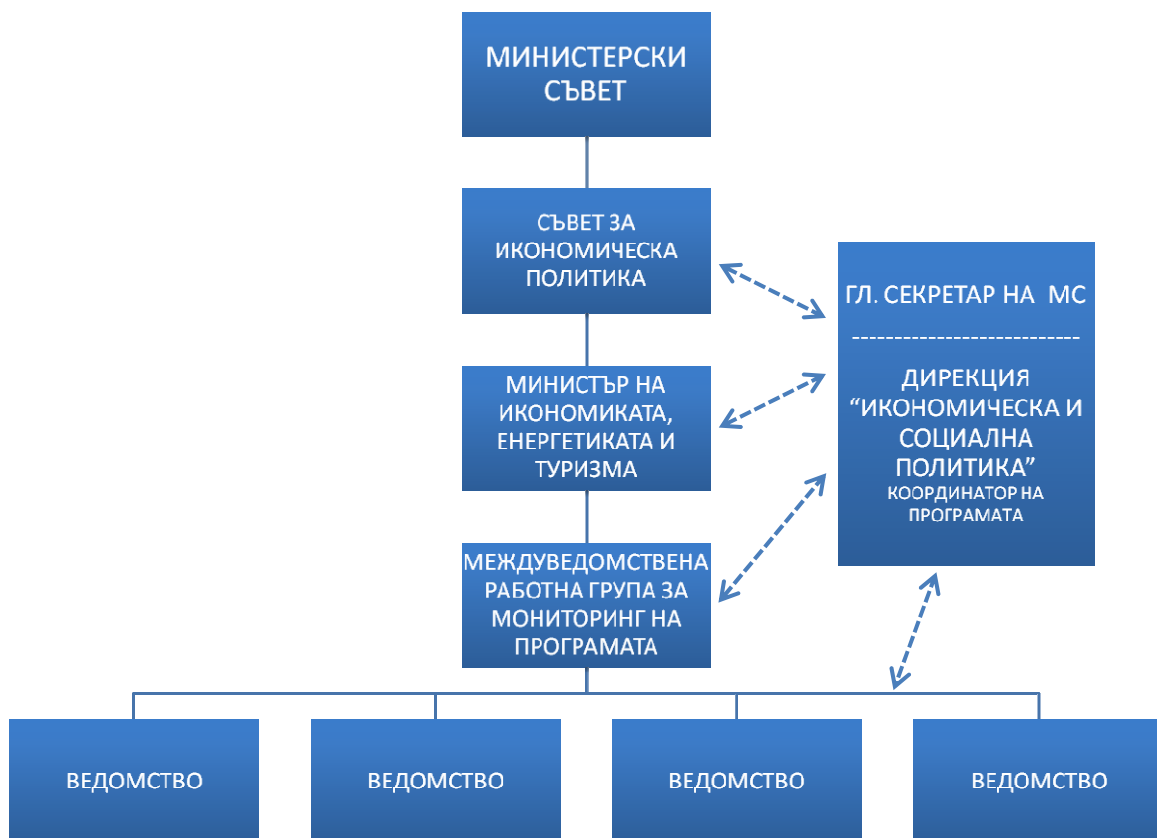 МИНИСТЕРСКИ
СЪВЕТ
СЪВЕТ ЗА
ИКОНОМИЧЕСКА
ПОЛИТИКА
ГЛ. СЕКРЕТАР НА МС
---------------------------
ДИРЕКЦИЯ
“ИКОНОМИЧЕСКА И
СОЦИАЛНА
ПОЛИТИКА”
КООРДИНАТОР НА
ПРОГРАМАТА
МИНИСТЪР НА
ИКОНОМИКАТА,
ЕНЕРГЕТИКАТА И
ТУРИЗМА
МЕЖДУВЕДОМСТВЕНА
РАБОТНА ГРУПА ЗА
МОНИТОРИНГ НА
ПРОГРАМАТА
ВЕДОМСТВО
ВЕДОМСТВО
ВЕДОМСТВО
ВЕДОМСТВО